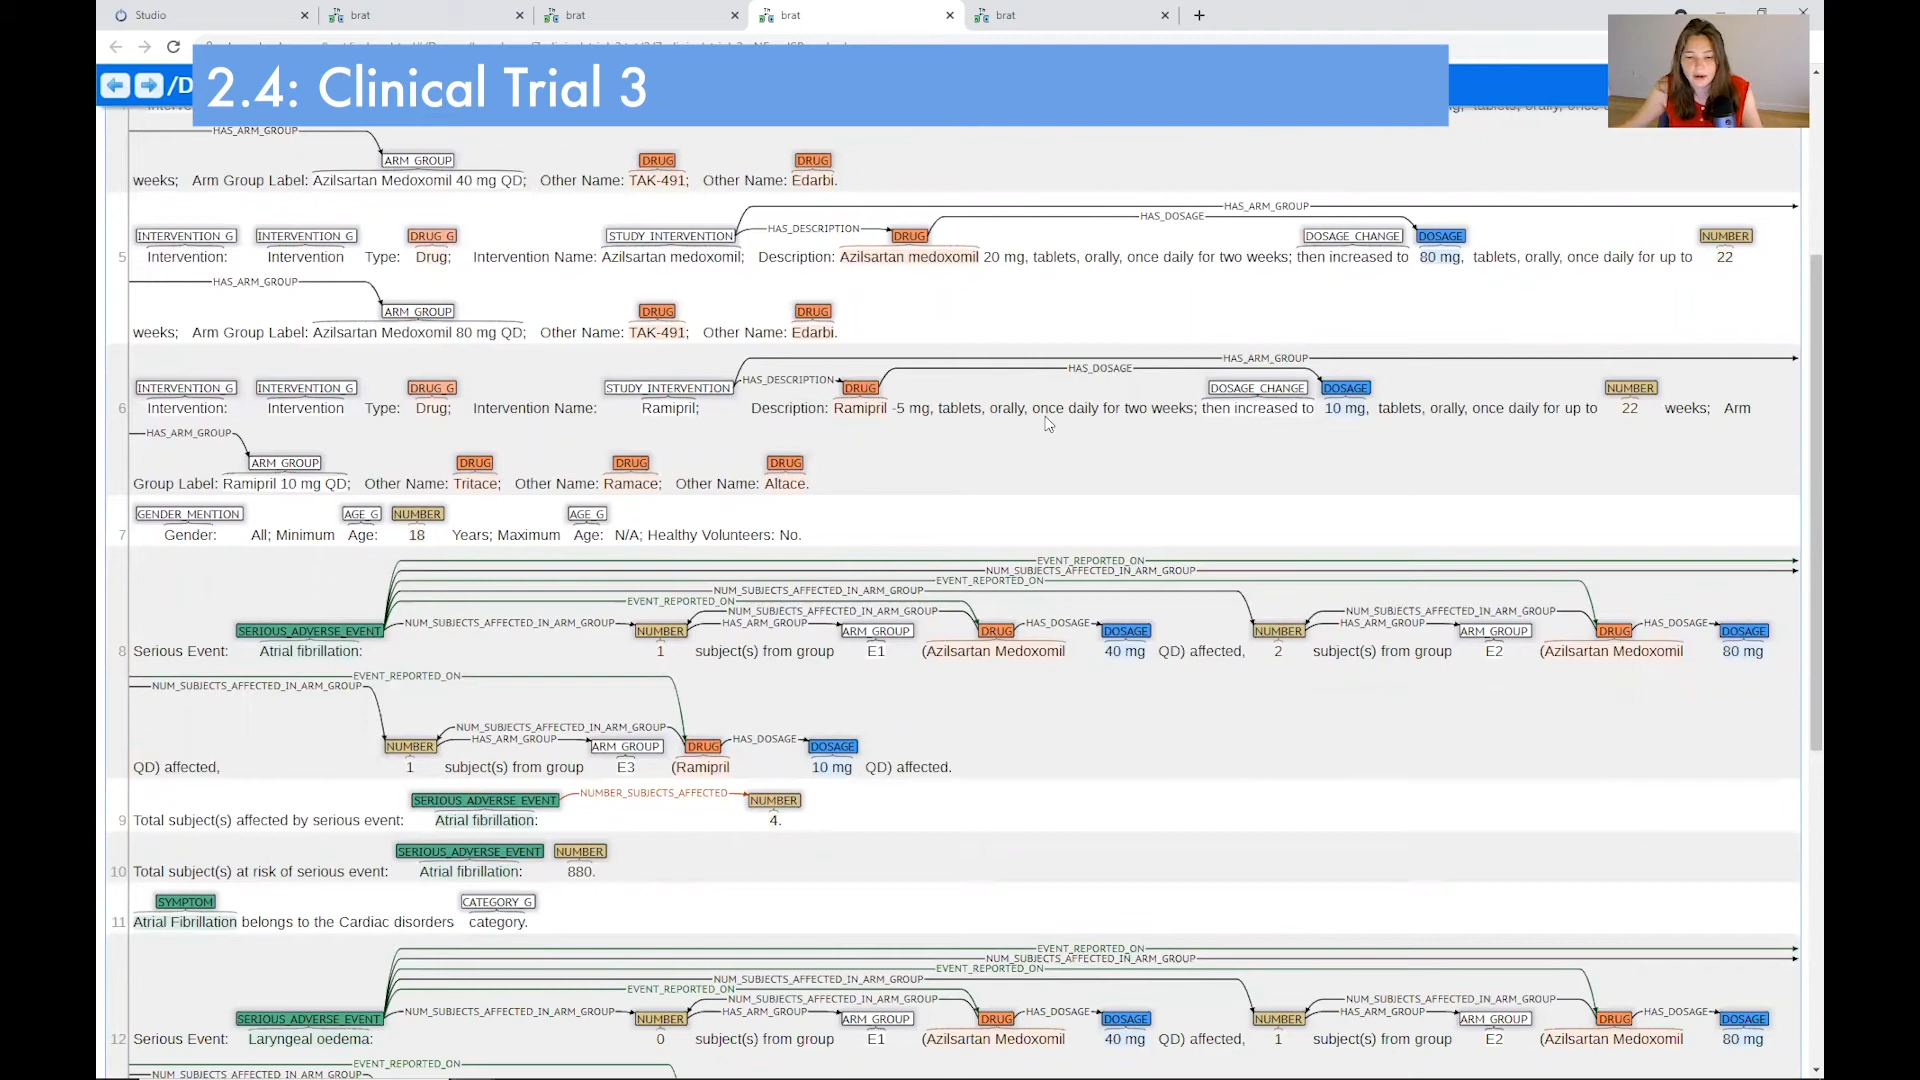 Studio
brat
brat
brat
brat
/D
2.4: Clinical Trial 3
HAS_ARM_GROUP
ARM GROUP
DRUG
DRUG
weeks; Arm Group Label: Azilsartan Medoxomil 40 mg QD; Other Name: TAK-491; Other Name: Edarbi.
HAS_ARM_GROUP
HAS_DOSAGE
HAS_DESCRIPTION
INTERVENTION_G INTERVENTION_G DRUG_G STUDY_INTERVENTION DRUG DOSAGE_CHANGE DOSAGE NUMBER
5 Intervention: Intervention Type: Drug; Intervention Name: Azilsartan medoxomil; Description: Azilsartan medoxomil 20 mg, tablets, orally, once daily for two weeks; then increased to 80 mg, tablets, orally, once daily for up to 22
HAS_ARM_GROUP
ARM GROUP DRUG DRUG
weeks; Arm Group Label: Azilsartan Medoxomil 80 mg QD; Other Name: TAK-491; Other Name: Edarbi.
HAS_ARM_GROUP
HAS_DOSAGE
HAS_DESCRIPTION
INTERVENTION_G INTERVENTION_G DRUG_G STUDY_INTERVENTION DRUG DOSAGE_CHANGE DOSAGE NUMBER
6 Intervention: Intervention Type: Drug; Intervention Name: Ramipril; Description: Ramipril -5 mg, tablets, orally, once daily for two weeks; then increased to 10 mg, tablets, orally, once daily for up to 22 weeks; Arm
HAS_ARM_GROUP
ARM GROUP DRUG DRUG DRUG
Group Label: Ramipril 10 mg QD; Other Name: Tritace; Other Name: Ramace; Other Name: Altace.
GENDER_MENTION AGE_G NUMBER AGE_G
7 Gender: All; Minimum Age: 18 Years; Maximum Age: N/A; Healthy Volunteers: No.
EVENT_REPORTED_ON
NUM_SUBJECTS_AFFECTED_IN_ARM_GROUP
EVENT_REPORTED_ON
NUM_SUBJECTS_AFFECTED_IN_ARM_GROUP
EVENT_REPORTED_ON
NUM_SUBJECTS_AFFECTED_IN_ARM_GROUP NUM_SUBJECTS_AFFECTED_IN_ARM_GROUP
NUM_SUBJECTS_AFFECTED_IN_ARM_GROUP HAS_ARM_GROUP HAS_DOSAGE HAS_ARM_GROUP HAS_DOSAGE
SERIOUS_ADVERSE_EVENT NUMBER ARM GROUP DRUG DOSAGE NUMBER ARM GROUP DRUG DOSAGE
8 Serious Event: Atrial fibrillation: 1 subject(s) from group E1 (Azilsartan Medoxomil 40 mg QD) affected, 2 subject(s) from group E2 (Azilsartan Medoxomil 80 mg
EVENT_REPORTED_ON
NUM_SUBJECTS_AFFECTED_IN_ARM_GROUP
NUM_SUBJECTS_AFFECTED_IN_ARM_GROUP
HAS_ARM_GROUP HAS_DOSAGE
NUMBER ARM GROUP DRUG DOSAGE
QD) affected, 1 subject(s) from group E3 (Ramipril 10 mg QD) affected.
NUMBER_SUBJECTS_AFFECTED
SERIOUS_ADVERSE_EVENT NUMBER
9 Total subject(s) affected by serious event: Atrial fibrillation: 4.
SERIOUS_ADVERSE_EVENT NUMBER
10 Total subject(s) at risk of serious event: Atrial fibrillation: 880.
SYMPTOM CATEGORY_G
11 Atrial Fibrillation belongs to the Cardiac disorders category.
EVENT_REPORTED_ON
NUM_SUBJECTS_AFFECTED_IN_ARM_GROUP
EVENT_REPORTED_ON
NUM_SUBJECTS_AFFECTED_IN_ARM_GROUP
EVENT_REPORTED_ON
NUM_SUBJECTS_AFFECTED_IN_ARM_GROUP NUM_SUBJECTS_AFFECTED_IN_ARM_GROUP
NUM_SUBJECTS_AFFECTED_IN_ARM_GROUP HAS_ARM_GROUP HAS_DOSAGE HAS_ARM_GROUP HAS_DOSAGE
SERIOUS_ADVERSE_EVENT NUMBER ARM GROUP DRUG DOSAGE NUMBER ARM GROUP DRUG DOSAGE
12 Serious Event: Laryngeal oedema: 0 subject(s) from group E1 (Azilsartan Medoxomil 40 mg QD) affected, 1 subject(s) from group E2 (Azilsartan Medoxomil 80 mg
EVENT_REPORTED_ON
NUM_SUBJECTS_AFFECTED_IN_ARM_GROUP